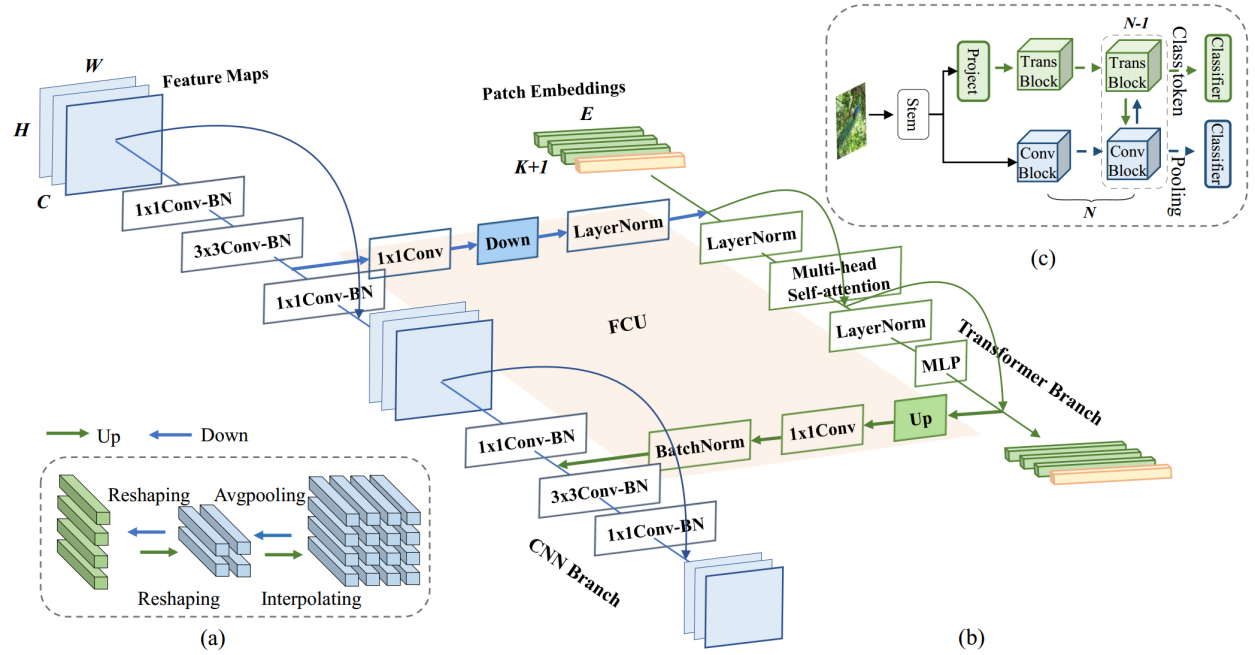 W
Feature Maps
H
C
1x1Conv-BN
3x3Conv-BN
1x1Conv-BN
Patch Embeddings
E
K+1
1x1Conv
Down
LayerNorm
LayerNorm
Multi-head
Self-attention
LayerNorm
MLP
Transformer Branch
FCU
Up
1x1Conv
BatchNorm
1x1Conv-BN
3x3Conv-BN
1x1Conv-BN
CNN Branch
(b)
Up
Down
Reshaping
Avgpooling
Reshaping
Interpolating
(a)
Stem
Project
Trans
Block
N-1
Trans
Block
Class token
Classifier
Conv
Block
Conv
Block
Pooling
Classifier
N
(c)